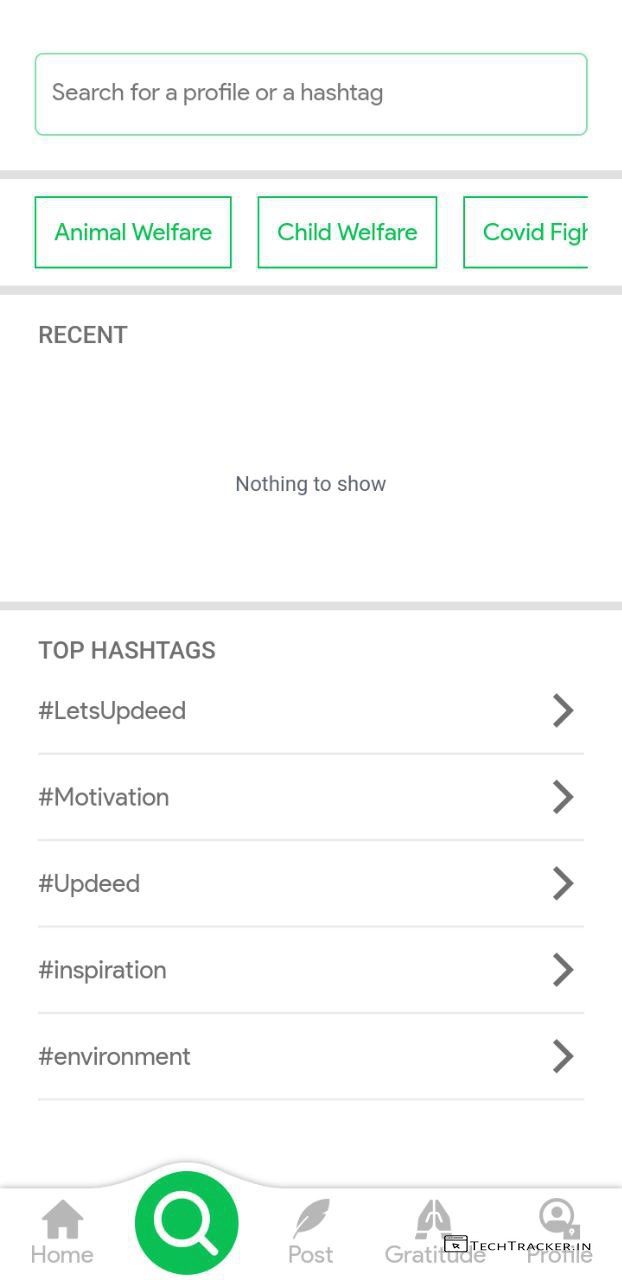 Search for a profile or a hashtag
Animal Welfare
Child Welfare
Covid Figh
RECENT
Nothing to show
TOP HASHTAGS
#LetsUpdeed
#Motivation
#Updeed
#inspiration
#environment
Home
Post
Gratitude
Profile
TECHTRACKER.IN